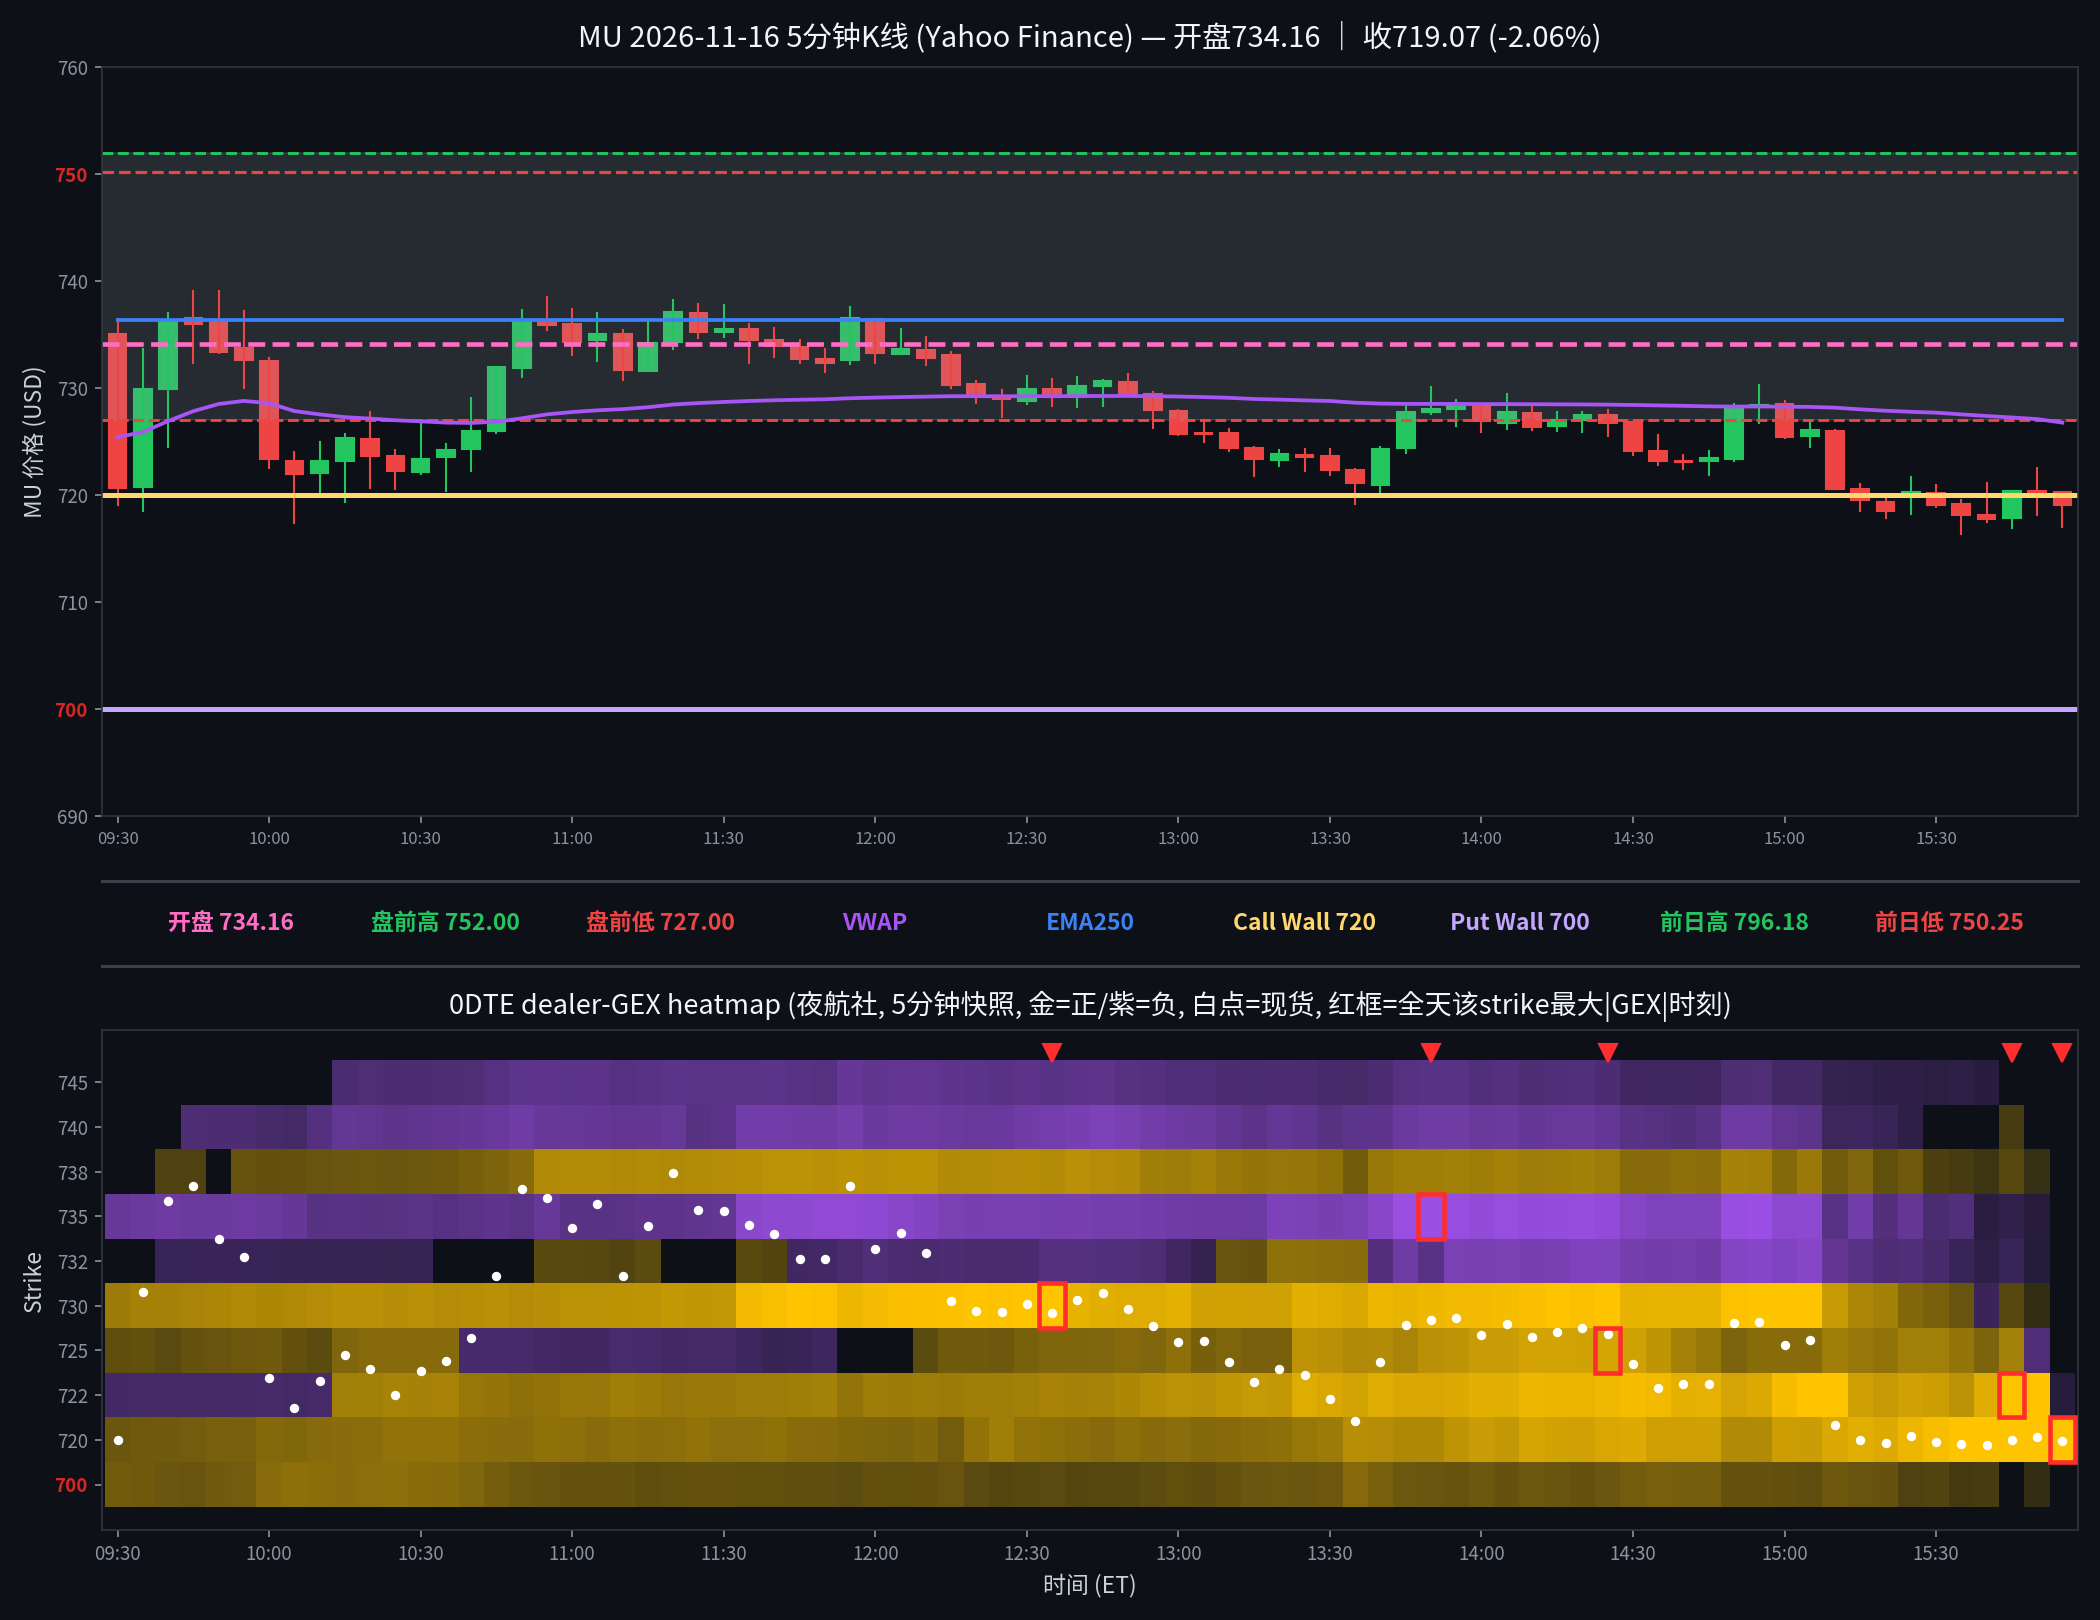 MU 2026-11-16 5分钟K线 (Yahoo Finance) — 开盘734.16 ｜ 收719.07 (-2.06%)
MU 价格 (USD)
760
750
740
730
720
710
700
690
09:30 10:00 10:30 11:00 11:30 12:00 12:30 13:00 13:30 14:00 14:30 15:00 15:30
开盘 734.16 盘前高 752.00 盘前低 727.00 VWAP EMA250 Call Wall 720 Put Wall 700 前日高 796.18 前日低 750.25
0DTE dealer-GEX heatmap (夜航社, 5分钟快照, 金=正/紫=负, 白点=现货, 红框=全天该strike最大|GEX|时刻)
Strike
745
740
738
735
732
730
725
722
720
700
09:30 10:00 10:30 11:00 11:30 12:00 12:30 13:00 13:30 14:00 14:30 15:00 15:30
时间 (ET)